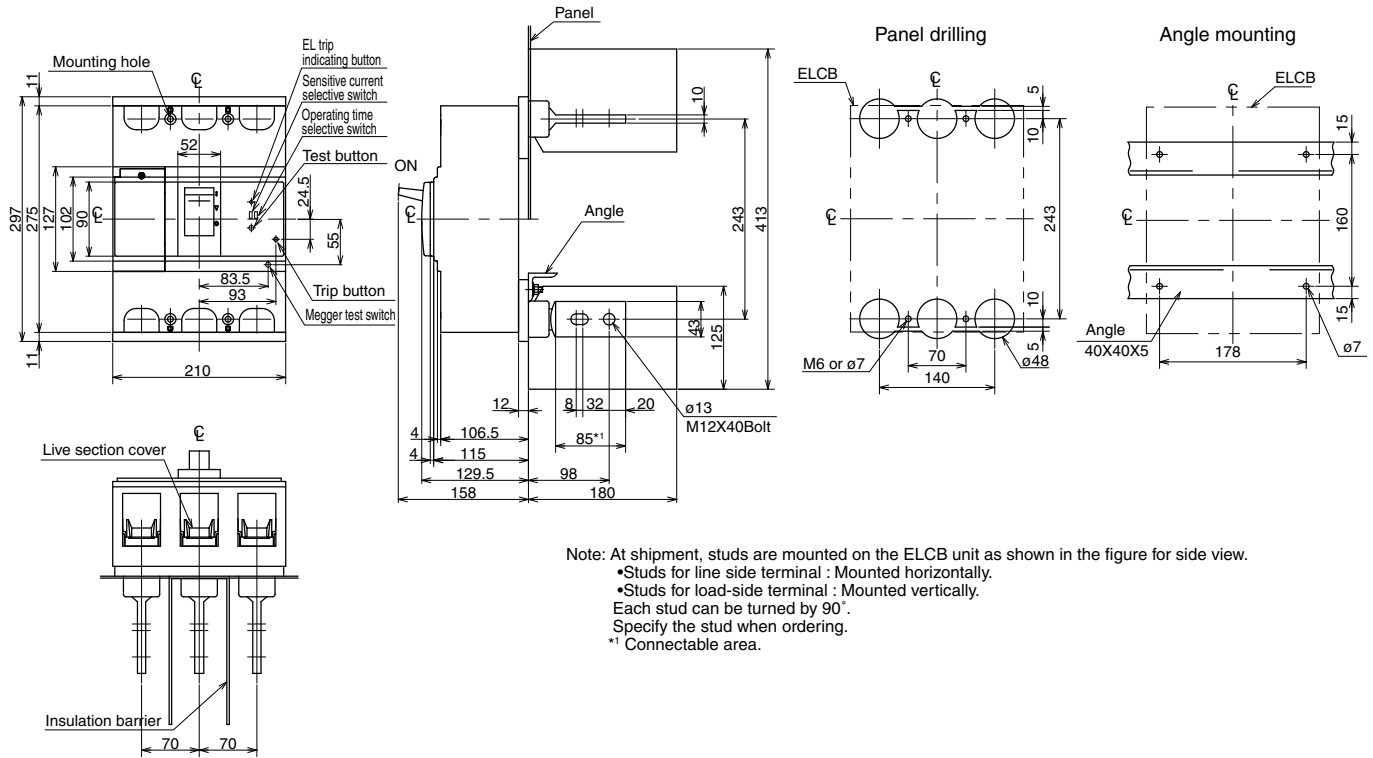 Mounting hole
EL trip
indicating button
Sensitive current
selective switch
Operating time
selective switch
Test button
Trip button
Megger test switch
℄
℄
11
297
275
127
102
90
11
52
24.5
55
83.5
93
210
Panel
ON
℄
Angle
10
243
413
43
125
12
8
32
20
ø13
M12X40Bolt
4
106.5
85*1
4
115
129.5
98
158
180
Panel drilling
ELCB
℄
℄
5
10
243
10
5
M6 or ø7
70
ø48
140
Angle mounting
℄
ELCB
℄
15
160
15
Angle
40X40X5
178
ø7
℄
Live section cover
Insulation barrier
70
70
Note: At shipment, studs are mounted on the ELCB unit as shown in the figure for side view.
•Studs for line side terminal : Mounted horizontally.
•Studs for load-side terminal : Mounted vertically.
Each stud can be turned by 90°.
Specify the stud when ordering.
*1 Connectable area.